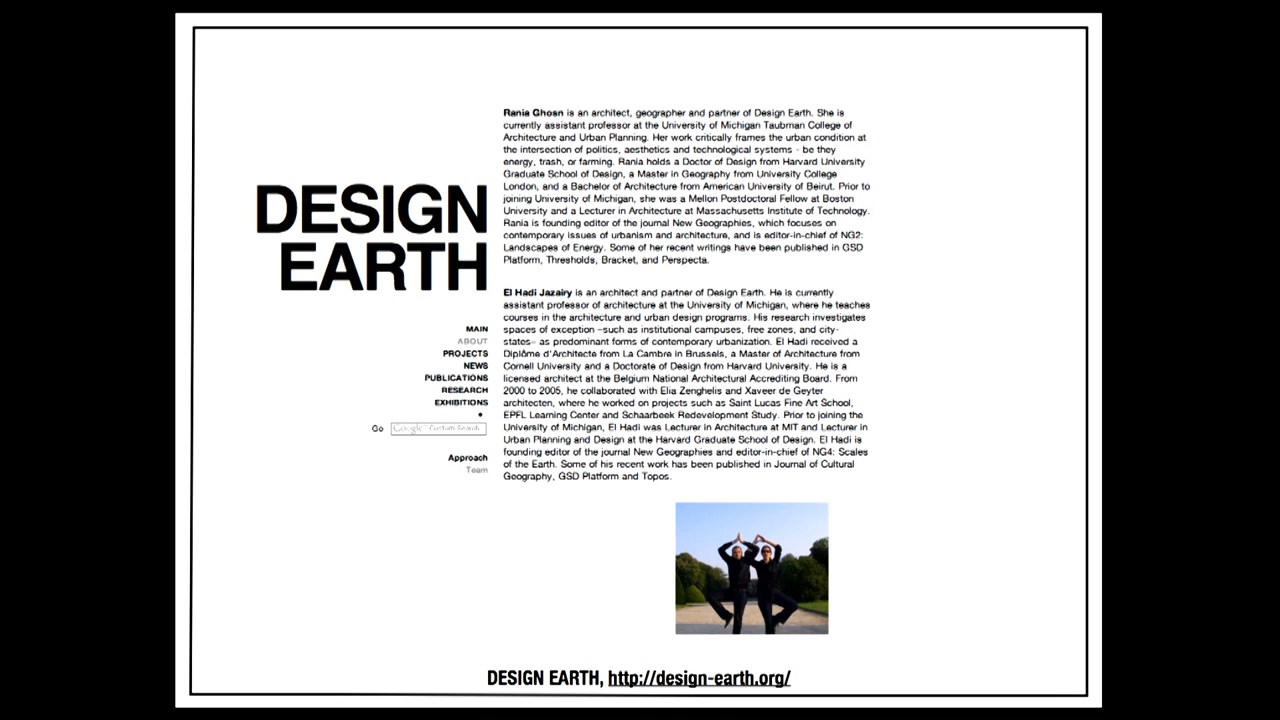 DESIGN
EARTH
MAIN
ABOUT
PROJECTS
NEWS
PUBLICATIONS
RESEARCH
EXHIBITIONS
Go
Google™ Custom Search
Approach
Team
Rania Ghosn is an architect, geographer and partner of Design Earth. She is
currently assistant professor at the University of Michigan Taubman College of
Architecture and Urban Planning. Her work critically frames the urban condition at
the intersection of politics, aesthetics and technological systems - be they
energy, trash, or farming. Rania holds a Doctor of Design from Harvard University
Graduate School of Design, a Master in Geography from University College
London, and a Bachelor of Architecture from American University of Beirut. Prior to
joining University of Michigan, she was a Mellon Postdoctoral Fellow at Boston
University and a Lecturer in Architecture at Massachusetts Institute of Technology.
Rania is founding editor of the journal New Geographies, which focuses on
contemporary issues of urbanism and architecture, and is editor-in-chief of NG2:
Landscapes of Energy. Some of her recent writings have been published in GSD
Platform, Thresholds, Bracket, and Perspecta.
El Hadi Jazairy is an architect and partner of Design Earth. He is currently
assistant professor of architecture at the University of Michigan, where he teaches
courses in the architecture and urban design programs. His research investigates
spaces of exception –such as institutional campuses, free zones, and city-
states– as predominant forms of contemporary urbanization. El Hadi received a
Diplôme d'Architecte from La Cambre in Brussels, a Master of Architecture from
Cornell University and a Doctorate of Design from Harvard University. He is a
licensed architect at the Belgium National Architectural Accrediting Board. From
2000 to 2005, he collaborated with Elia Zenghelis and Xaveer de Geyter
architecten, where he worked on projects such as Saint Lucas Fine Art School,
EPFL Learning Center and Schaarbeek Redevelopment Study. Prior to joining the
University of Michigan, El Hadi was Lecturer in Architecture at MIT and Lecturer in
Urban Planning and Design at the Harvard Graduate School of Design. El Hadi is
founding editor of the journal New Geographies and editor-in-chief of NG4: Scales
of the Earth. Some of his recent work has been published in Journal of Cultural
Geography, GSD Platform and Topos.
DESIGN EARTH, http://design-earth.org/